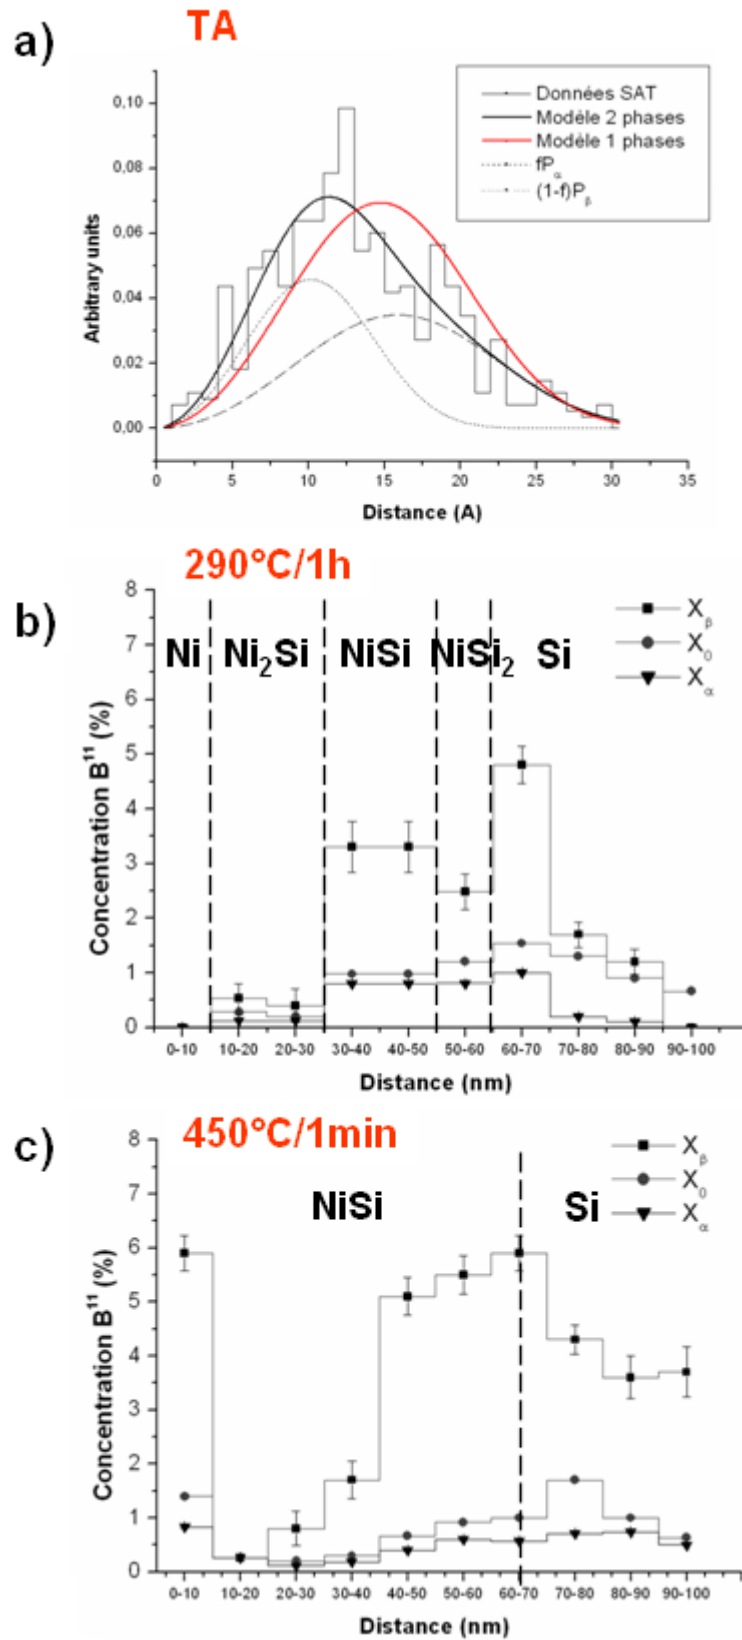 a)
TA
Données SAT
Modèle 2 phases
Modèle 1 phases
fPα
(1-f)Pβ
0,10
0,08
0,06
0,04
0,02
0,00
Arbitrary units
0 5 10 15 20 25 30 35
Distance (A)
290°C/1h
b)
8
7
6
5
4
3
2
1
0
Concentration B¹¹ (%)
Ni Ni₂Si NiSi NiSi₂ Si
Xβ
X₀
Xα
0-10 10-20 20-30 30-40 40-50 50-60 60-70 70-80 80-90 90-100
Distance (nm)
450°C/1min
c)
8
7
6
5
4
3
2
1
0
Concentration B¹¹ (%)
NiSi Si
Xβ
X₀
Xα
0-10 10-20 20-30 30-40 40-50 50-60 60-70 70-80 80-90 90-100
Distance (nm)